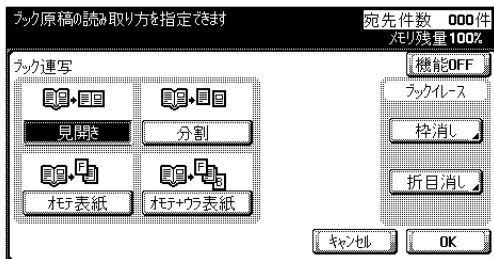 ブック原稿の読み取り方を指定できます
宛先件数 000件
メモリ残量100%
ブック連写
機能OFF
ブックイレース
見開き
分割
枠消し
F
F
B
折目消し
オモテ表紙
オモテ+ウラ表紙
キャンセル
OK